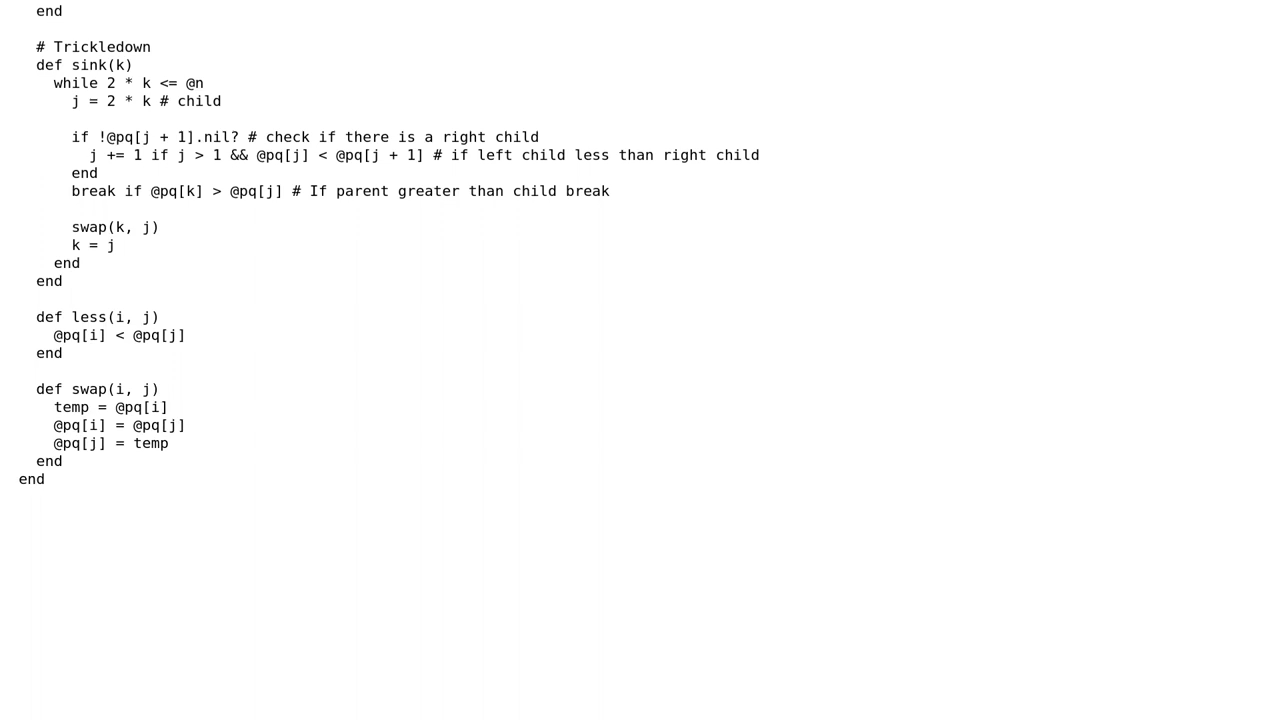 end

  # Trickledown
  def sink(k)
    while 2 * k <= @n
      j = 2 * k # child

      if !@pq[j + 1].nil? # check if there is a right child
        j += 1 if j > 1 && @pq[j] < @pq[j + 1] # if left child less than right child
      end
      break if @pq[k] > @pq[j] # If parent greater than child break

      swap(k, j)
      k = j
    end
  end

  def less(i, j)
    @pq[i] < @pq[j]
  end

  def swap(i, j)
    temp = @pq[i]
    @pq[i] = @pq[j]
    @pq[j] = temp
  end
end